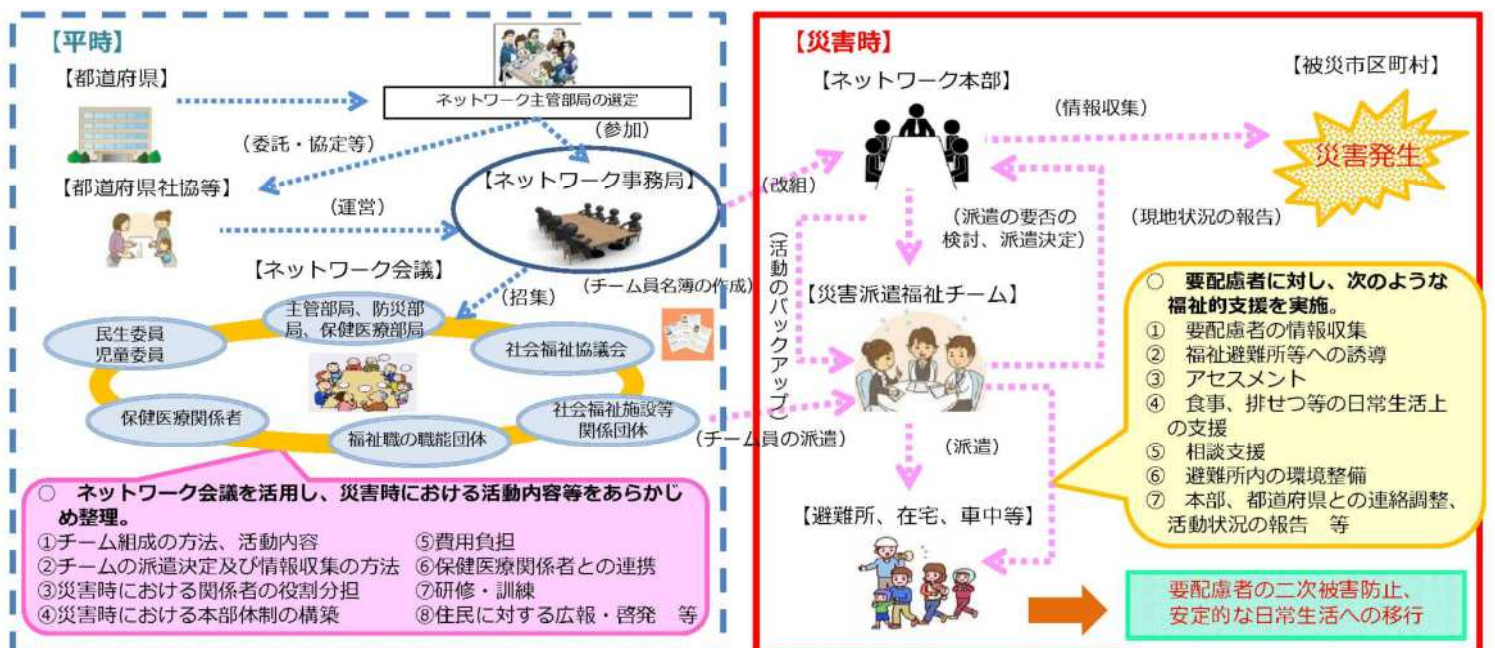 【平時】
【都道府県】
ネットワーク主管部局の選定
(委託・協定等)
(参加)
【都道府県社協等】
【ネットワーク事務局】
(運営)
【ネットワーク会議】
(招集)
(チーム員名簿の作成)
主管部局、防災部
局、保健医療部局
民生委員
児童委員
社会福祉協議会
保健医療関係者
福祉職の職能団体
社会福祉施設等
関係団体
○ ネットワーク会議を活用し、災害時における活動内容等をあらかじ
め整理。
①チーム組成の方法、活動内容
②チームの派遣決定及び情報収集の方法
③災害時における関係者の役割分担
④災害時における本部体制の構築
⑤費用負担
⑥保健医療関係者との連携
⑦研修・訓練
⑧住民に対する広報・啓発 等
【災害時】
【ネットワーク本部】
【被災市区町村】
(情報収集)
災害発生
(改組)
(派遣の要否の
検討、派遣決定)
(現地状況の報告)
(活動のバックアップ)
【災害派遣福祉チーム】
(チーム員の派遣)
(派遣)
【避難所、在宅、車中等】
○ 要配慮者に対し、次のような
福祉的支援を実施。
① 要配慮者の情報収集
② 福祉避難所等への誘導
③ アセスメント
④ 食事、排せつ等の日常生活上
の支援
⑤ 相談支援
⑥ 避難所内の環境整備
⑦ 本部、都道府県との連絡調整、
活動状況の報告 等
要配慮者の二次被害防止、
安定的な日常生活への移行